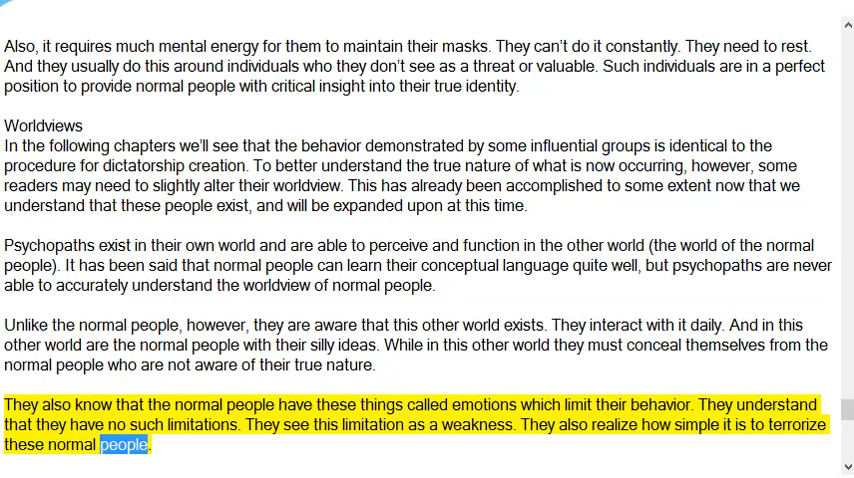 Also, it requires much mental energy for them to maintain their masks. They can't do it constantly. They need to rest.
And they usually do this around individuals who they don't see as a threat or valuable. Such individuals are in a perfect
position to provide normal people with critical insight into their true identity.
Worldviews
In the following chapters we'll see that the behavior demonstrated by some influential groups is identical to the
procedure for dictatorship creation. To better understand the true nature of what is now occurring, however, some
readers may need to slightly alter their worldview. This has already been accomplished to some extent now that we
understand that these people exist, and will be expanded upon at this time.
Psychopaths exist in their own world and are able to perceive and function in the other world (the world of the normal
people). It has been said that normal people can learn their conceptual language quite well, but psychopaths are never
able to accurately understand the worldview of normal people.
Unlike the normal people, however, they are aware that this other world exists. They interact with it daily. And in this
other world are the normal people with their silly ideas. While in this other world they must conceal themselves from the
normal people who are not aware of their true nature.
They also know that the normal people have these things called emotions which limit their behavior. They understand
that they have no such limitations. They see this limitation as a weakness. They also realize how simple it is to terrorize
these normal people.